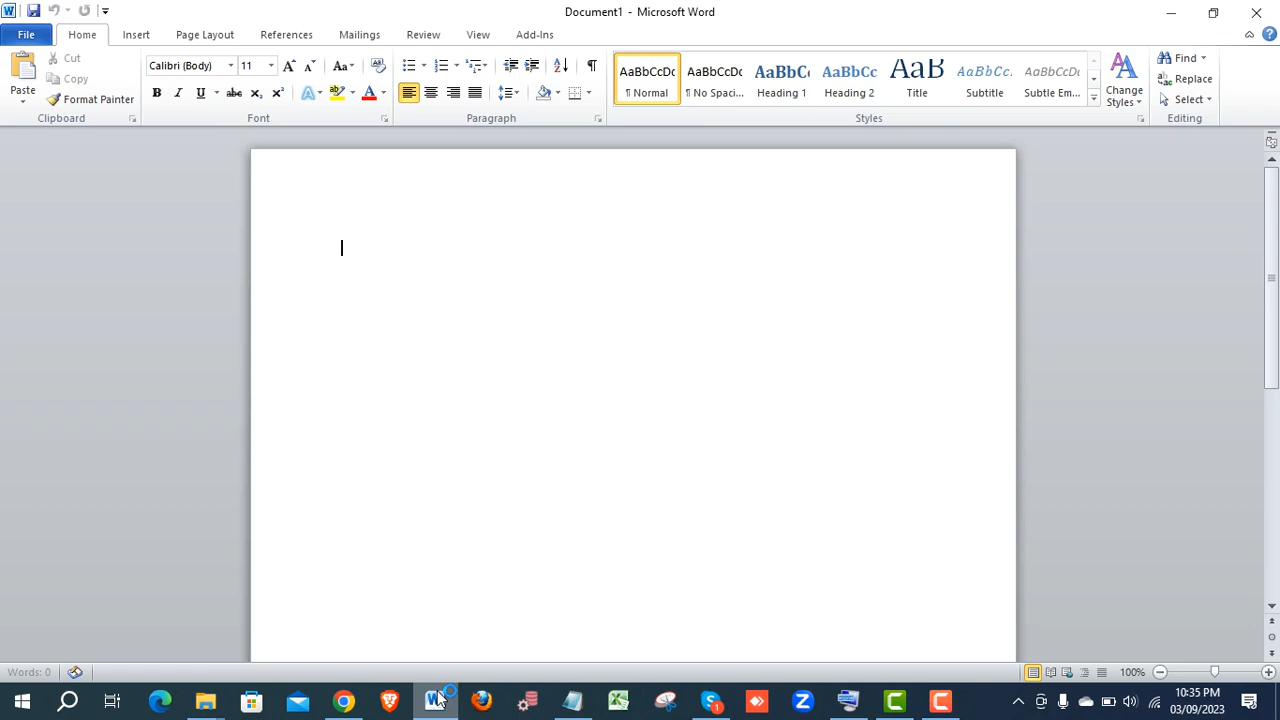 Document1 - Microsoft Word
File Home Insert Page Layout References Mailings Review View Add-Ins
Paste
Cut
Copy
Format Painter
Clipboard
Calibri (Body) 11
Font
Paragraph
AaBbCcDc AaBbCcDc AaBbCc AaBbCc AaB AaBbCc. AaBbCcDc
¶ Normal ¶ No Spaci... Heading 1 Heading 2 Title Subtitle Subtle Em...
Styles
Change
Styles
Find
Replace
Select
Editing
Words: 0
100%
10:35 PM
03/09/2023